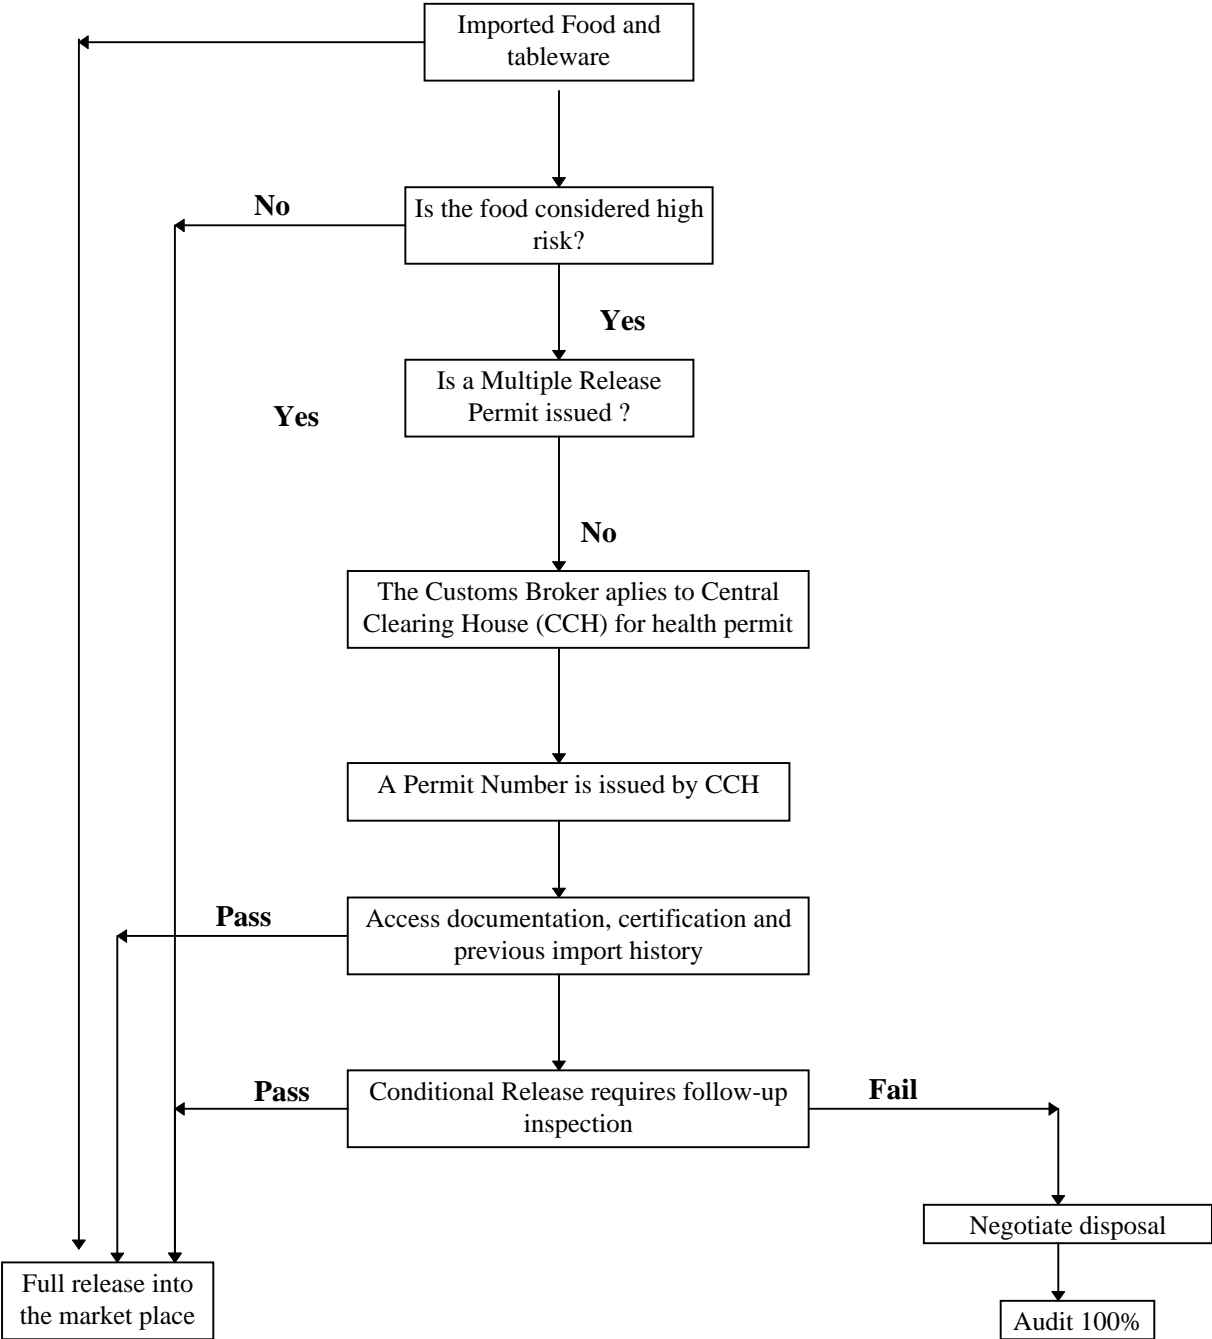 Imported Food and
tableware
No
Is the food considered high
risk?
Yes
Is a Multiple Release
Permit issued ?
Yes
No
The Customs Broker aplies to Central
Clearing House (CCH) for health permit
A Permit Number is issued by CCH
Pass
Access documentation, certification and
previous import history
Pass
Conditional Release requires follow-up
inspection
Fail
Negotiate disposal
Full release into
the market place
Audit 100%